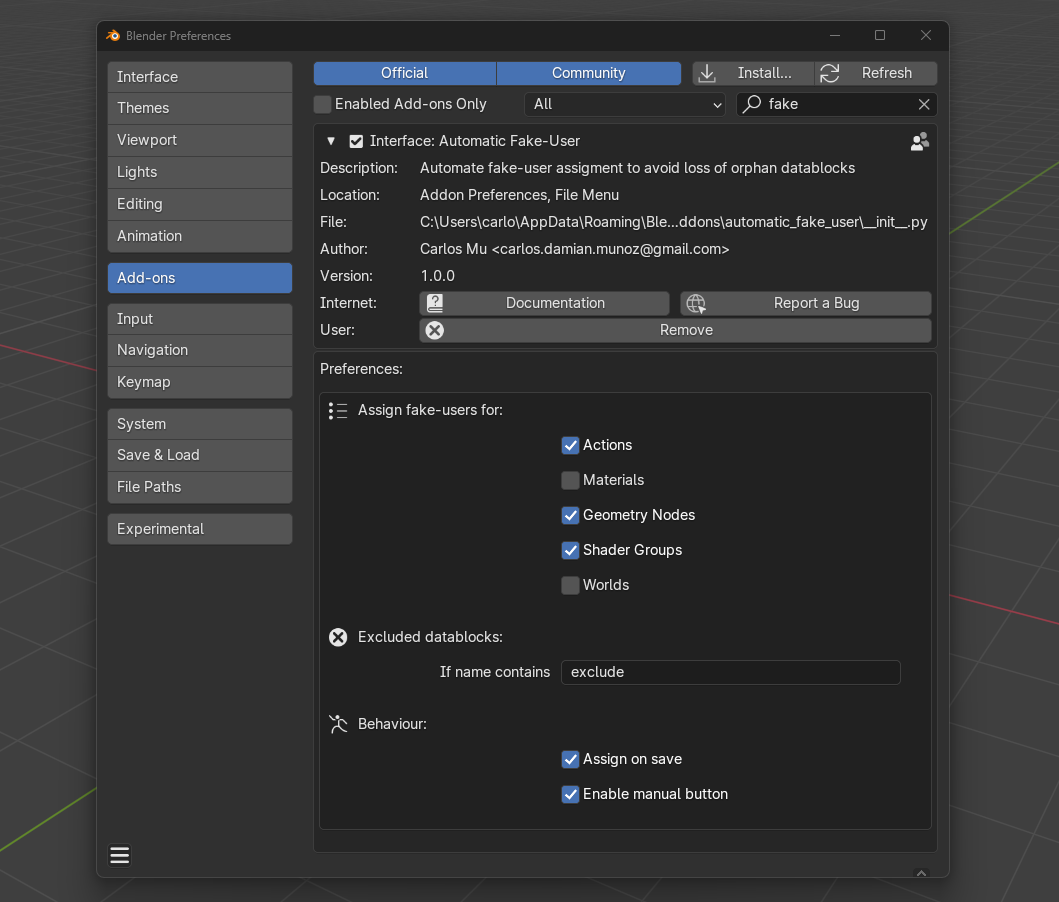 Blender Preferences
Interface
Themes
Viewport
Lights
Editing
Animation
Add-ons
Input
Navigation
Keymap
System
Save & Load
File Paths
Experimental
Official Community Install... Refresh
Enabled Add-ons Only All fake
Interface: Automatic Fake-User
Description: Automate fake-user assigment to avoid loss of orphan datablocks
Location: Addon Preferences, File Menu
File: C:\Users\carlo\AppData\Roaming\Ble...ddons\automatic_fake_user\__init__.py
Author: Carlos Mu <carlos.damian.munoz@gmail.com>
Version: 1.0.0
Internet: Documentation Report a Bug
User: Remove
Preferences:
Assign fake-users for:
Actions
Materials
Geometry Nodes
Shader Groups
Worlds
Excluded datablocks:
If name contains exclude
Behaviour:
Assign on save
Enable manual button